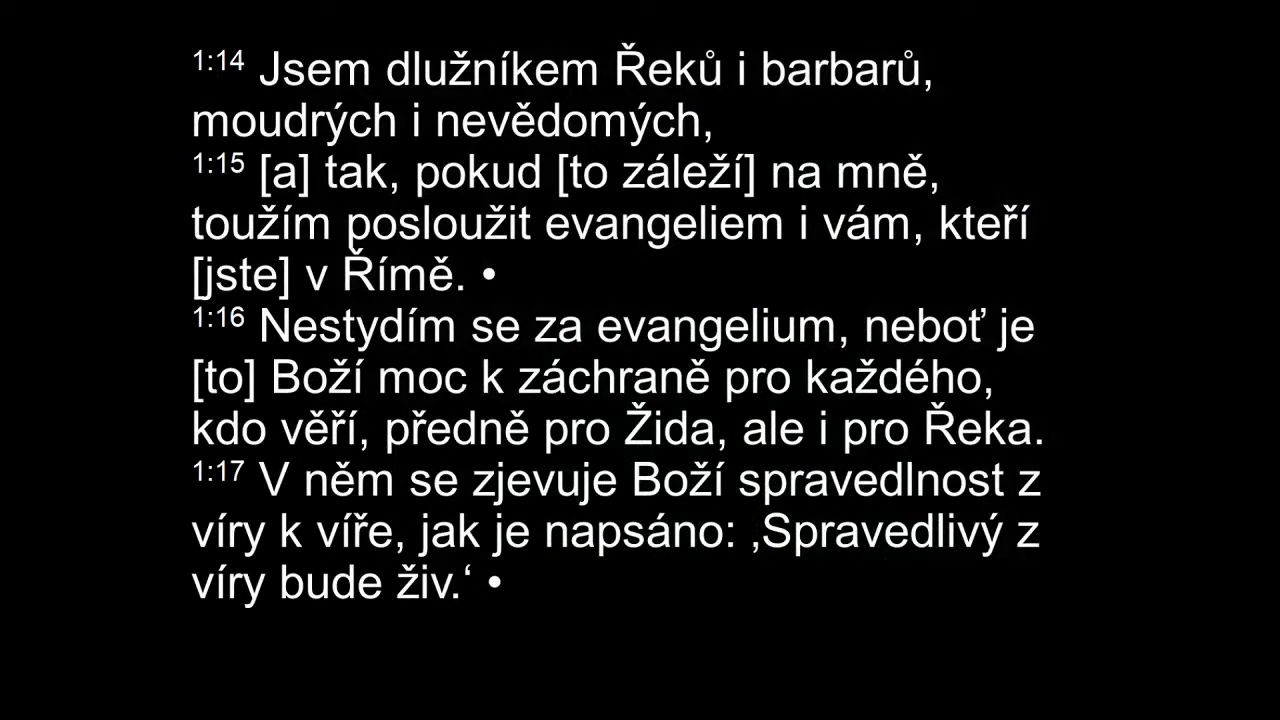 1:14 Jsem dlužníkem Řeků i barbarů,
moudrých i nevědomých,
1:15 [a] tak, pokud [to záleží] na mně,
toužím posloužit evangeliem i vám, kteří
[jste] v Římě. •
1:16 Nestydím se za evangelium, neboť je
[to] Boží moc k záchraně pro každého,
kdo věří, předně pro Žida, ale i pro Řeka.
1:17 V něm se zjevuje Boží spravedlnost z
víry k víře, jak je napsáno: ‚Spravedlivý z
víry bude živ.‘ •